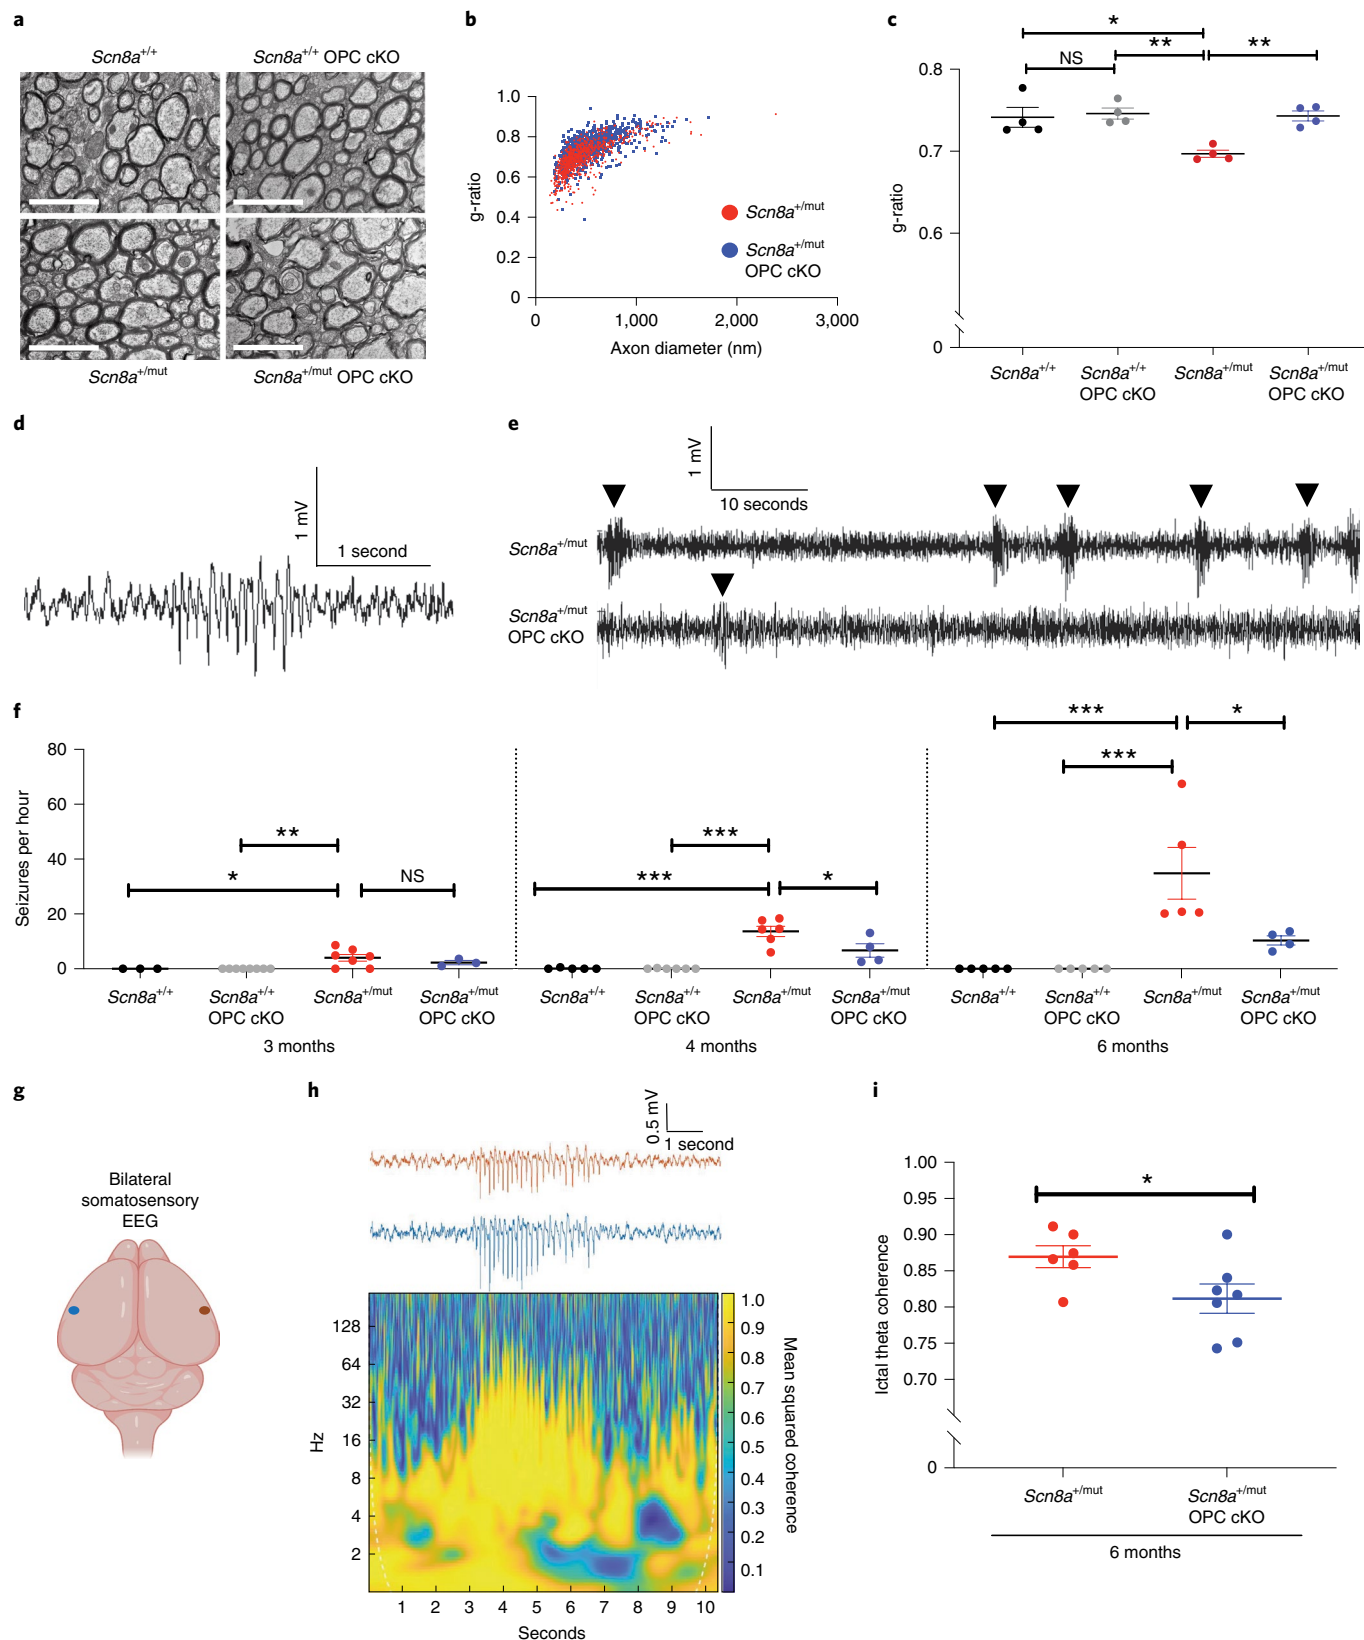 a
Scn8a+/+
Scn8a+/+ OPC cKO
Scn8a+/mut
Scn8a+/mut OPC cKO
b
1.0
0.8
0.6
0.4
0.2
0
g-ratio
0
1,000
2,000
3,000
Axon diameter (nm)
Scn8a+/mut
Scn8a+/mut
OPC cKO
c
*
**
**
NS
0.8
0.7
0.6
0
g-ratio
Scn8a+/+
Scn8a+/+
OPC cKO
Scn8a+/mut
Scn8a+/mut
OPC cKO
d
1 mV
1 second
e
1 mV
10 seconds
Scn8a+/mut
Scn8a+/mut
OPC cKO
f
80
60
40
20
0
Seizures per hour
**
*
NS
***
***
*
***
*
***
Scn8a+/+
Scn8a+/+
OPC cKO
Scn8a+/mut
Scn8a+/mut
OPC cKO
3 months
Scn8a+/+
Scn8a+/+
OPC cKO
Scn8a+/mut
Scn8a+/mut
OPC cKO
4 months
Scn8a+/+
Scn8a+/+
OPC cKO
Scn8a+/mut
Scn8a+/mut
OPC cKO
6 months
g
Bilateral
somatosensory
EEG
h
0.5 mV
1 second
128
64
32
16
8
4
2
Hz
1 2 3 4 5 6 7 8 9 10
Seconds
1.0
0.9
0.8
0.7
0.6
0.5
0.4
0.3
0.2
0.1
Mean squared coherence
i
*
1.00
0.95
0.90
0.85
0.80
0.75
0.70
0
Ictal theta coherence
Scn8a+/mut
Scn8a+/mut
OPC cKO
6 months